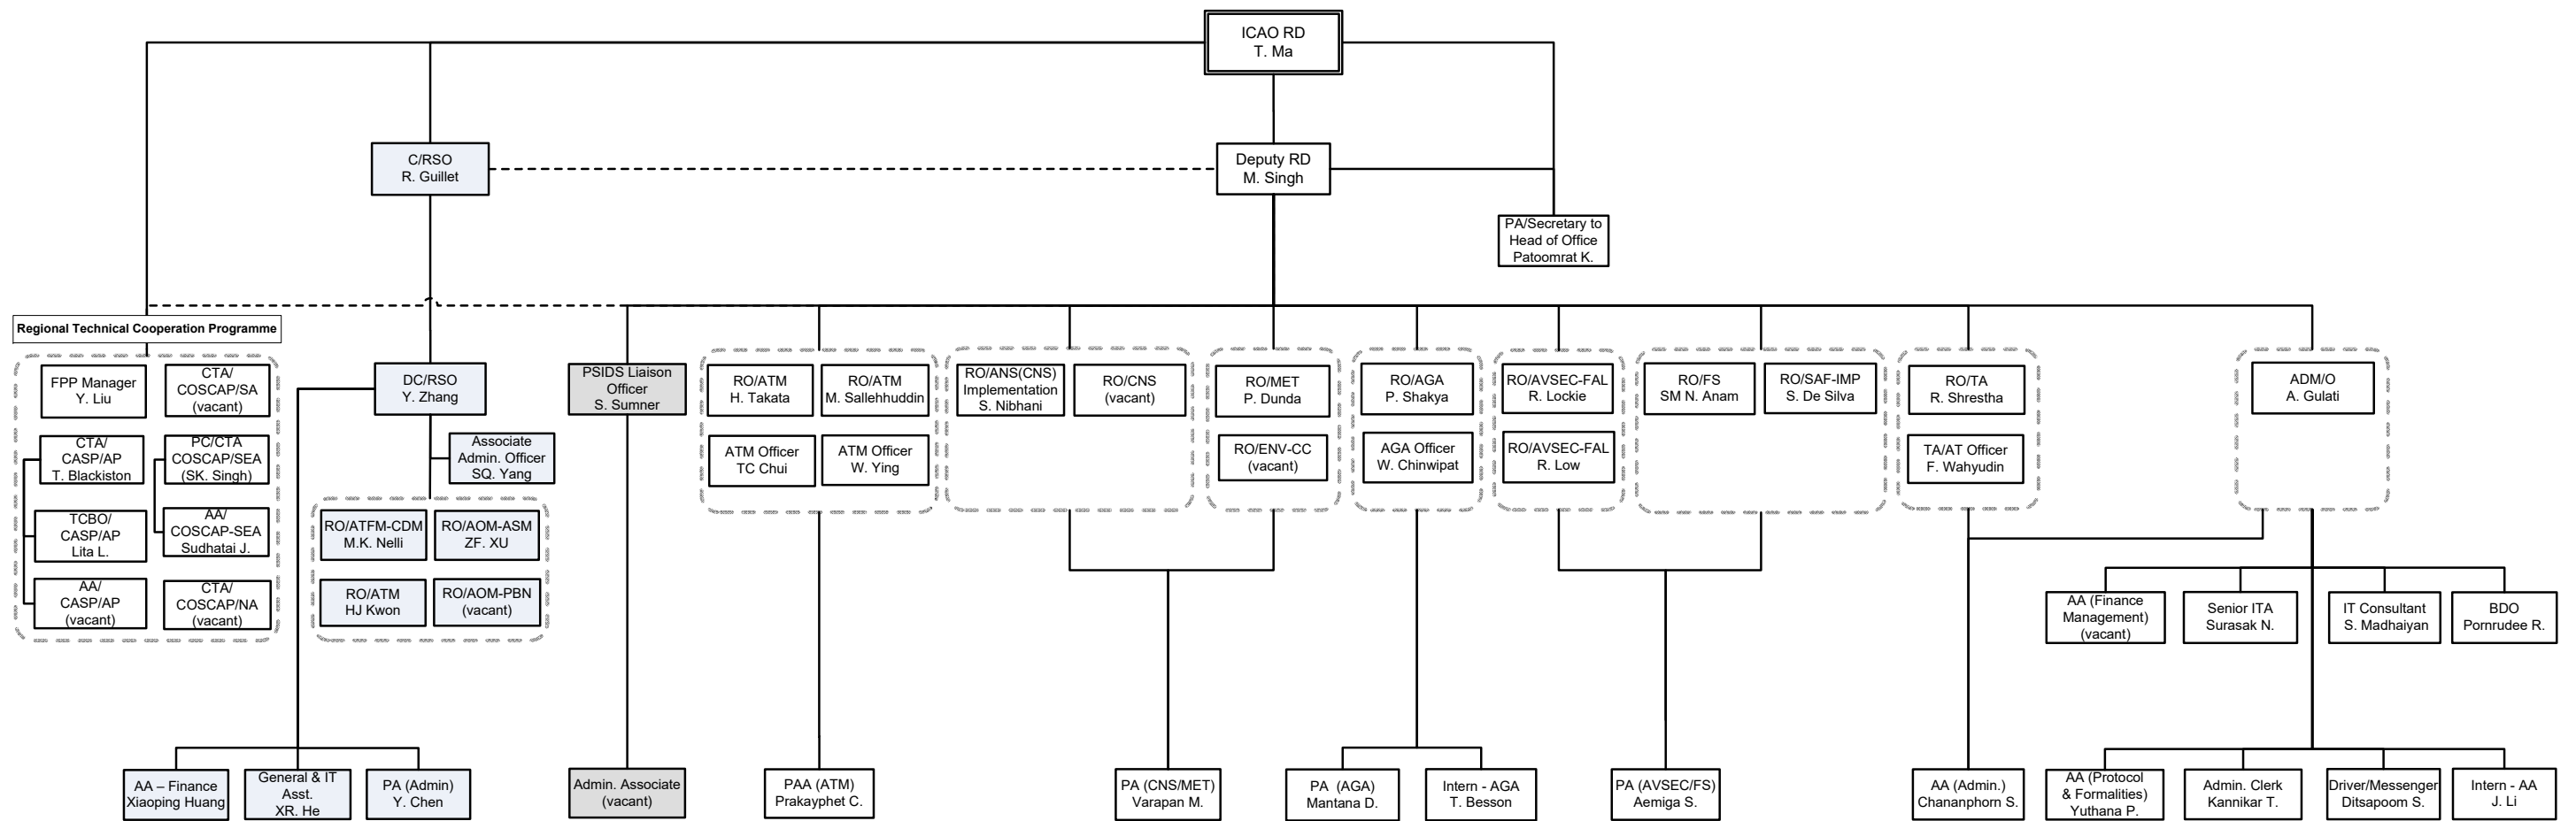 ICAO RD
T. Ma
C/RSO
R. Guillet
Deputy RD
M. Singh
PA/Secretary to
Head of Office
Patoomrat K.
Regional Technical Cooperation Programme
FPP Manager
Y. Liu
CTA/
COSCAP/SA
(vacant)
CTA/
CASP/AP
T. Blackiston
PC/CTA
COSCAP/SEA
(SK. Singh)
TCBO/
CASP/AP
Lita L.
AA/
COSCAP-SEA
Sudhatai J.
AA/
CASP/AP
(vacant)
CTA/
COSCAP/NA
(vacant)
DC/RSO
Y. Zhang
Associate
Admin. Officer
SQ. Yang
RO/ATFM-CDM
M.K. Nelli
RO/AOM-ASM
ZF. XU
RO/ATM
HJ Kwon
RO/AOM-PBN
(vacant)
PSIDS Liaison
Officer
S. Sumner
RO/ATM
H. Takata
RO/ATM
M. Sallehhuddin
ATM Officer
TC Chui
ATM Officer
W. Ying
RO/ANS(CNS)
Implementation
S. Nibhani
RO/CNS
(vacant)
RO/MET
P. Dunda
RO/ENV-CC
(vacant)
RO/AGA
P. Shakya
AGA Officer
W. Chinwipat
RO/AVSEC-FAL
R. Lockie
RO/AVSEC-FAL
R. Low
RO/FS
SM N. Anam
RO/SAF-IMP
S. De Silva
RO/TA
R. Shrestha
TA/AT Officer
F. Wahyudin
ADM/O
A. Gulati
AA (Finance
Management)
(vacant)
Senior ITA
Surasak N.
IT Consultant
S. Madhaiyan
BDO
Pornrudee R.
AA – Finance
Xiaoping Huang
General & IT
Asst.
XR. He
PA (Admin)
Y. Chen
Admin. Associate
(vacant)
PAA (ATM)
Prakayphet C.
PA (CNS/MET)
Varapan M.
PA (AGA)
Mantana D.
Intern - AGA
T. Besson
PA (AVSEC/FS)
Aemiga S.
AA (Admin.)
Chananphorn S.
AA (Protocol
& Formalities)
Yuthana P.
Admin. Clerk
Kannikar T.
Driver/Messenger
Ditsapoom S.
Intern - AA
J. Li